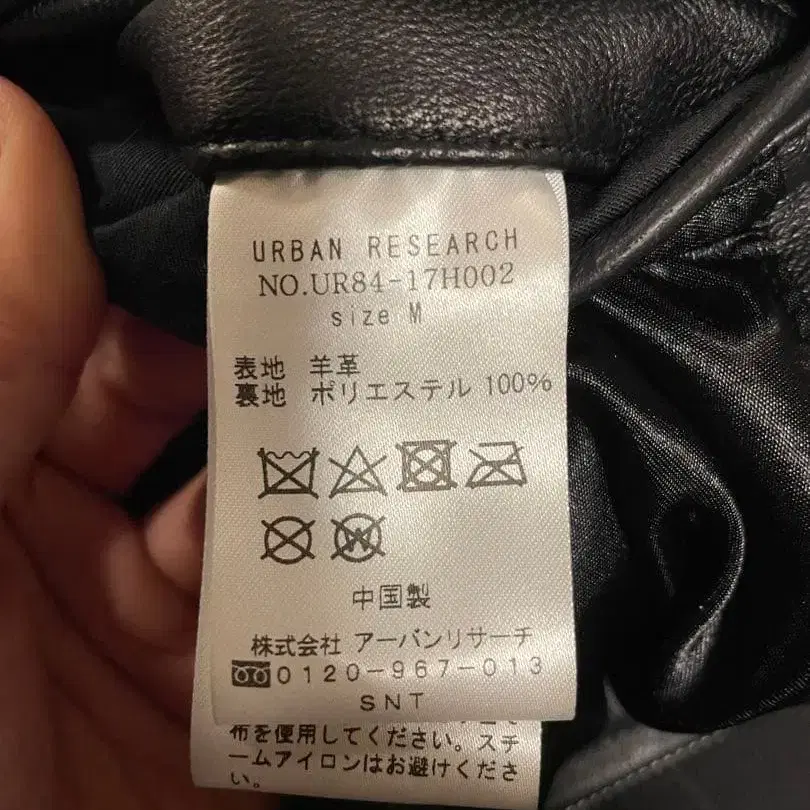 URBAN RESEARCH
NO.UR84-17H002
size M
表地 羊革
裏地 ポリエステル 100%
W
中国製
株式会社 アーバンリサーチ
0120-967-013
SNT
布を使用してください。スチ
ームアイロンはお避けくださ
い。